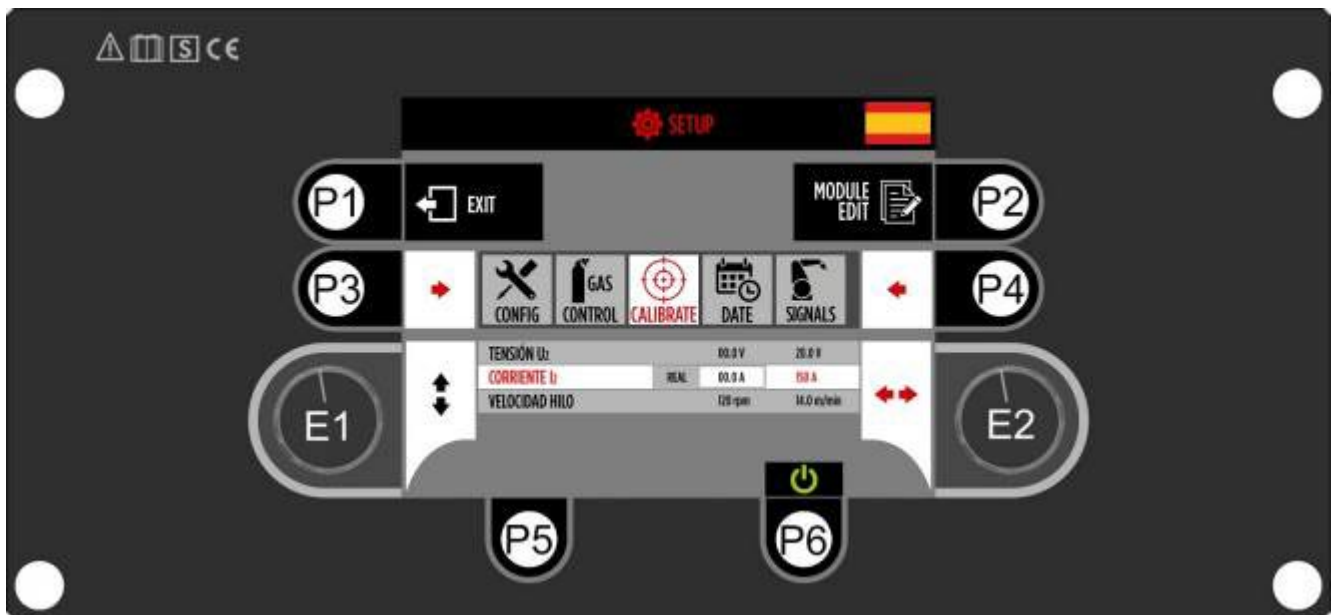 S CE
SETUP
P1 EXIT MODULE EDIT P2
P3 CONFIG GAS CONTROL CALIBRATE DATE SIGNALS P4
TENSIÓN U2 00.0 V 20.0 V
CORRIENTE I2 REAL 00.0 A 150 A
VELOCIDAD HILO 120 rpm 14.0 m/min
E1 E2
P5 P6